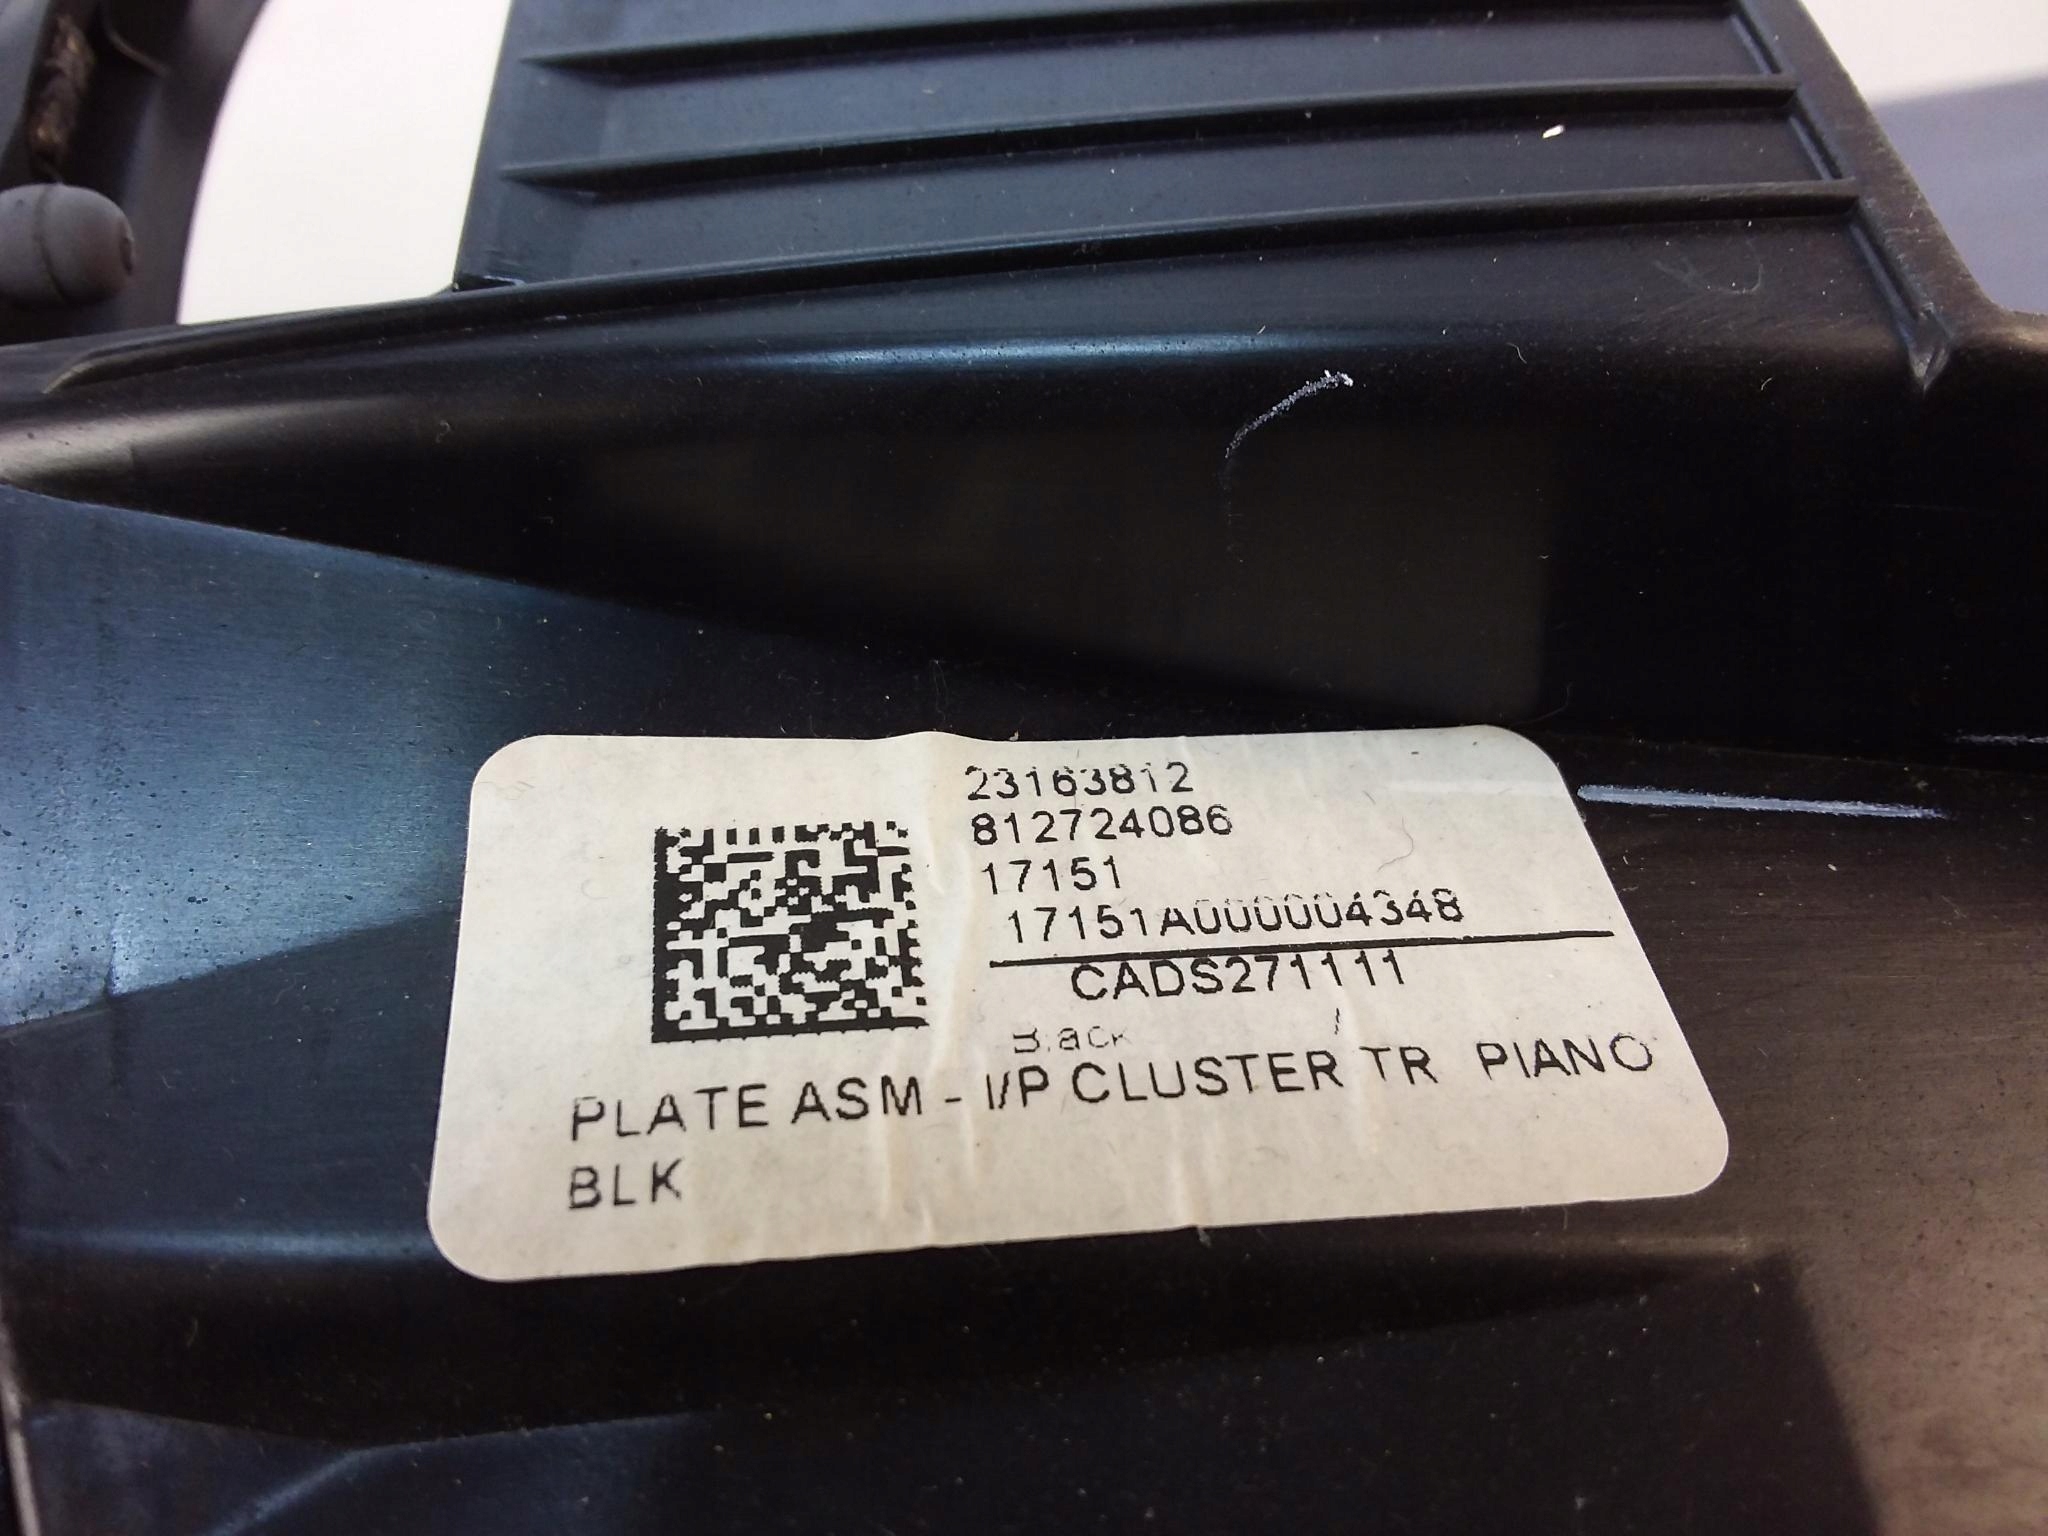 23163812
812724086
17151
17151A000004348
CADS271111
Black
PLATE ASM - I/P CLUSTER TR PIANO
BLK